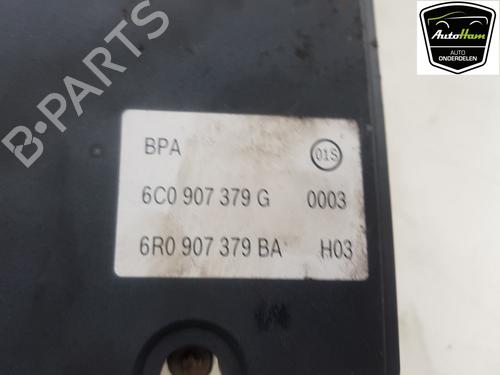 AutoHam
AUTO
ONDERDELEN
BPA 01S
6C0 907 379 G 0003
6R0 907 379 BA H03
B-PARTS